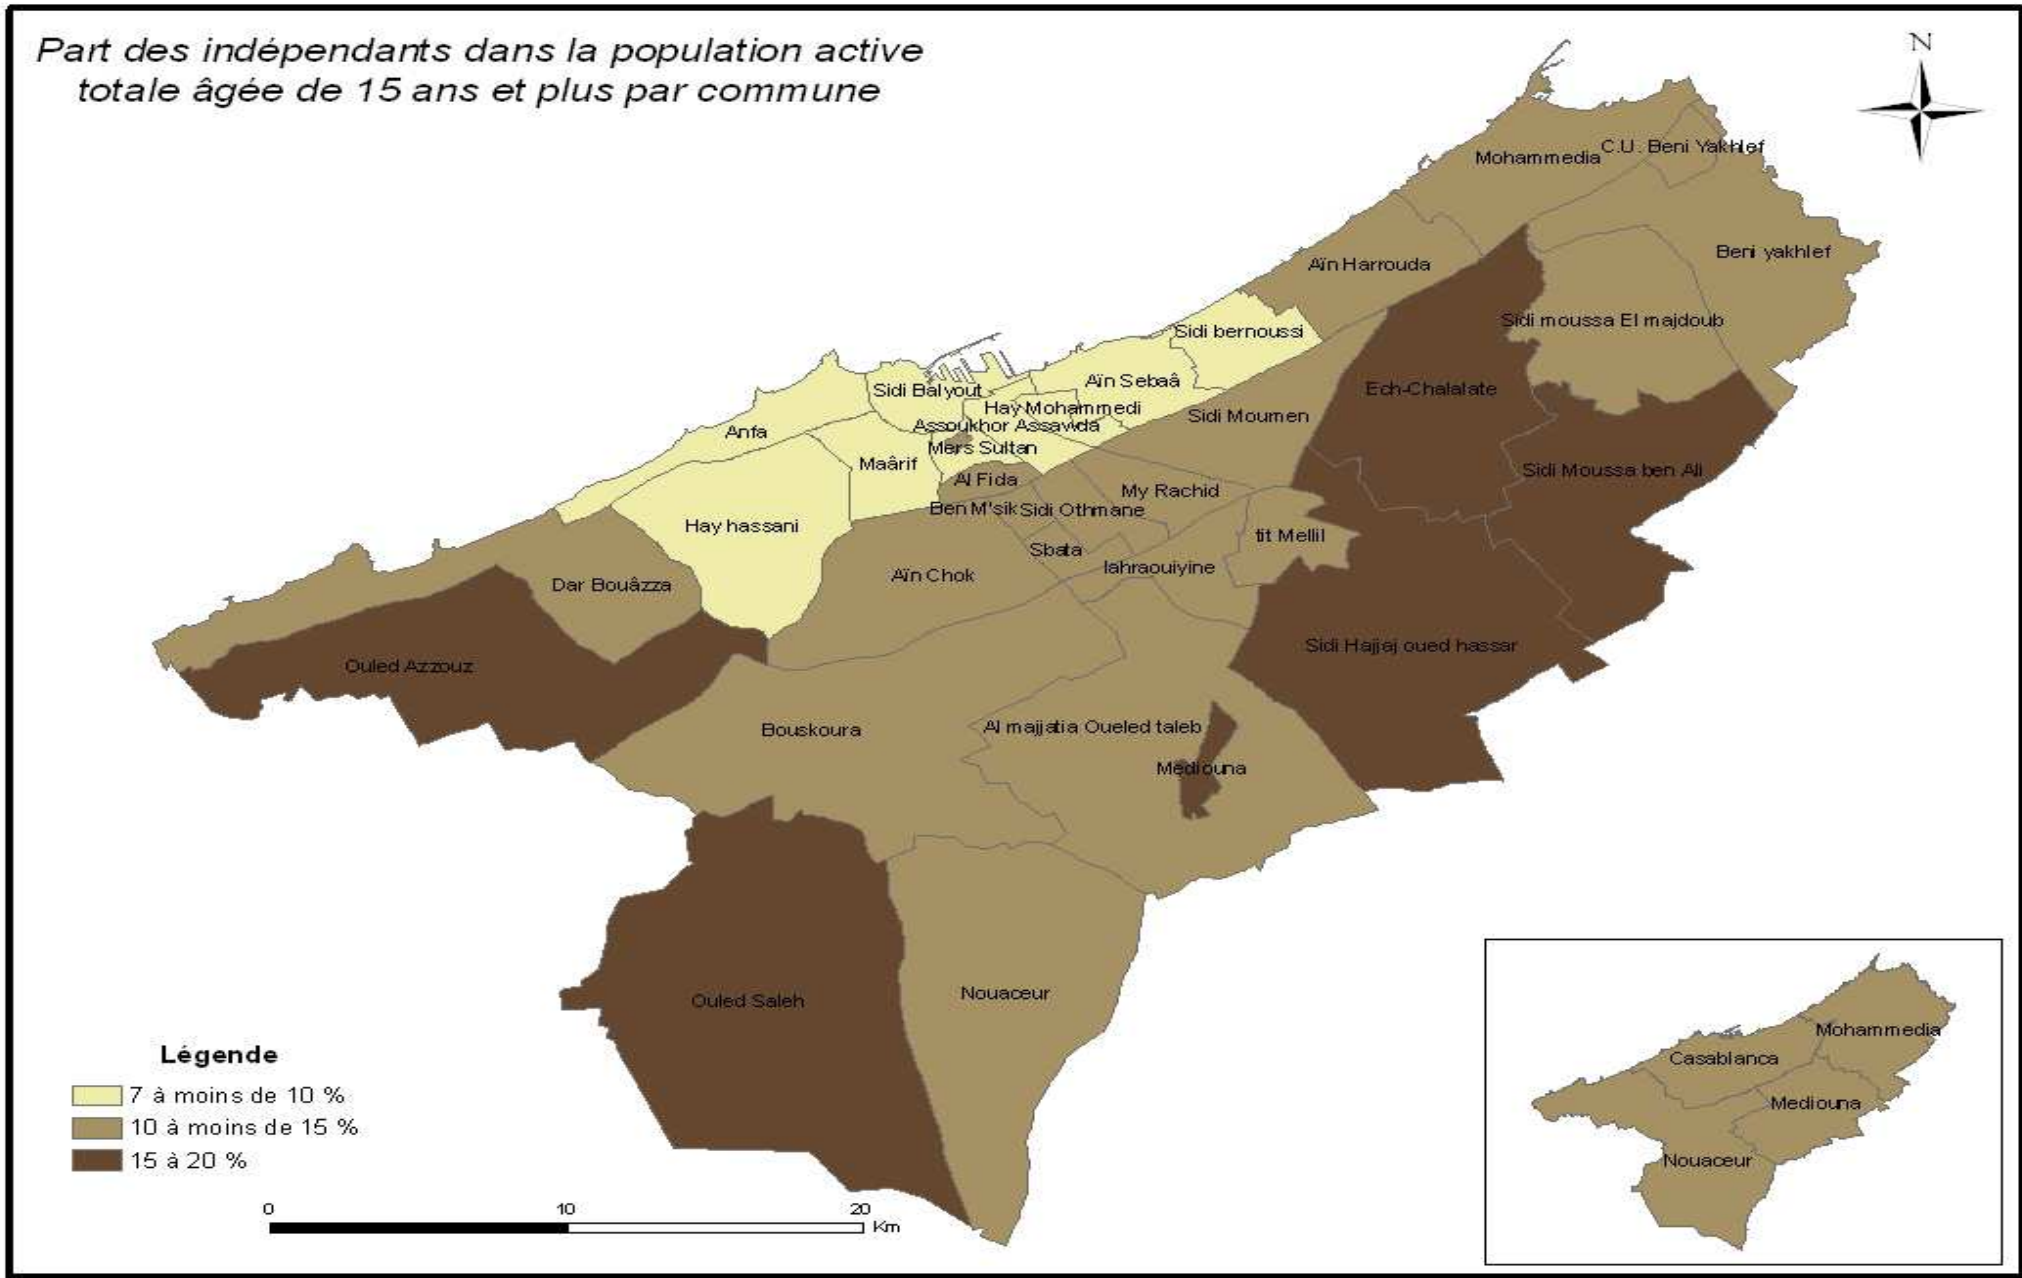 Part des indépendants dans la population active
totale âgée de 15 ans et plus par commune
N
Mohammedia
C.U. Beni Yakhlef
Beni yakhlef
Aïn Harrouda
Sidi moussa El majdoub
Sidi bernoussi
Ech-Chalalate
Aïn Sebaâ
Sidi Balyout
Hay Mohammedi
Sidi Moumen
Assoukhor Assawda
Anfa
Mers Sultan
Maârif
Sidi Moussa ben Ali
Al Fida
My Rachid
Ben M'sik
Sidi Othmane
Hay hassani
tit Mellil
Sbata
lahraouiyine
Aïn Chok
Dar Bouâzza
Sidi Hajjaj oued hassar
Ouled Azzouz
Bouskoura
Al majjatia Oueled taleb
Mediouna
Ouled Saleh
Nouaceur
Légende
7 à moins de 10 %
10 à moins de 15 %
15 à 20 %
0 10 20
Km
Mohammedia
Casablanca
Mediouna
Nouaceur